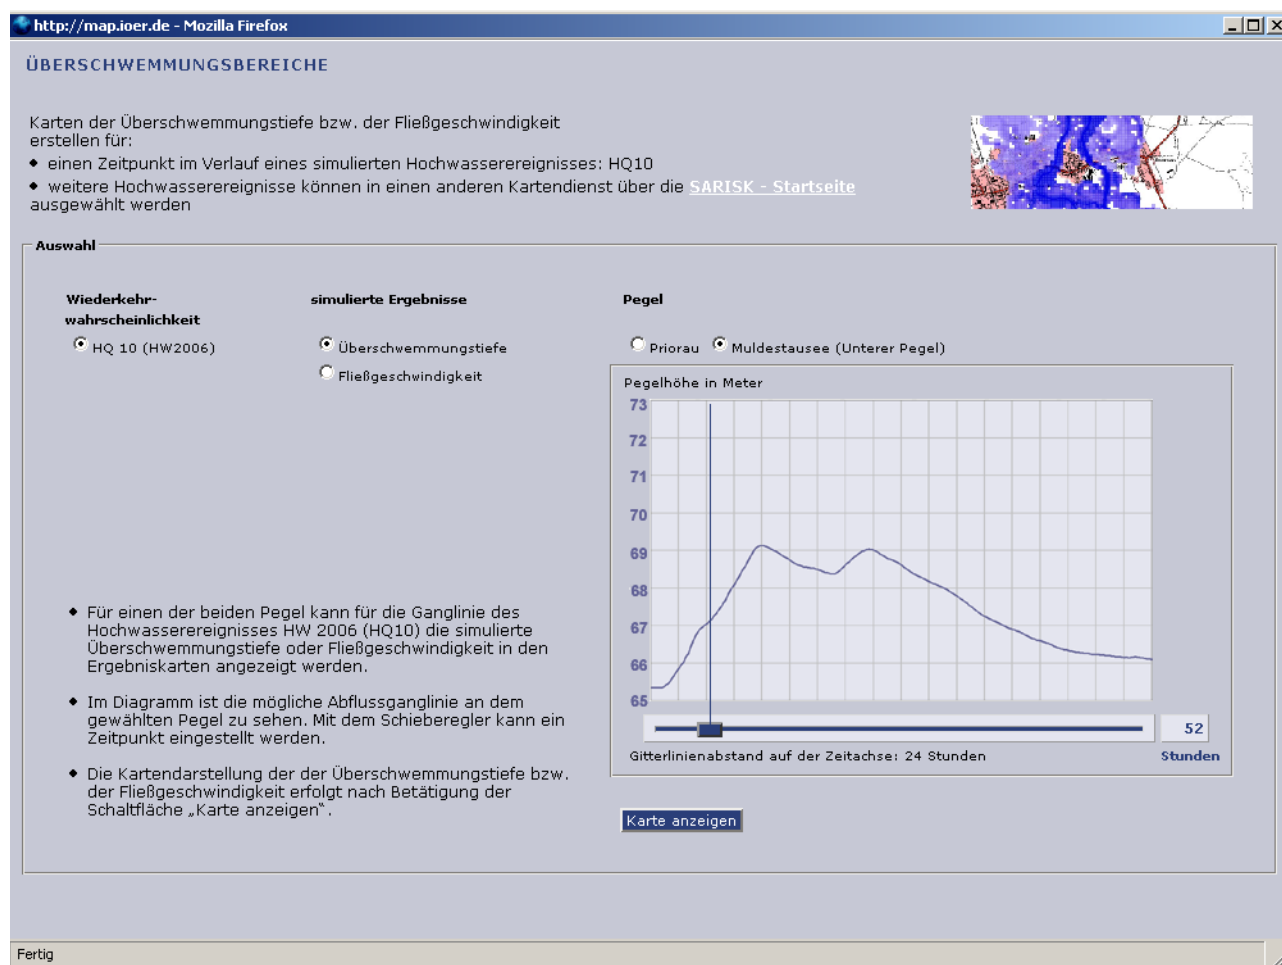 http://map.ioer.de - Mozilla Firefox
ÜBERSCHWEMMUNGSBEREICHE
Karten der Überschwemmungstiefe bzw. der Fließgeschwindigkeit
erstellen für:
◆ einen Zeitpunkt im Verlauf eines simulierten Hochwasserereignisses: HQ10
◆ weitere Hochwasserereignisse können in einen anderen Kartendienst über die SARISK - Startseite
ausgewählt werden
Auswahl
Wiederkehr-
wahrscheinlichkeit
HQ 10 (HW2006)
simulierte Ergebnisse
Überschwemmungstiefe
Fließgeschwindigkeit
Pegel
Priorau Muldestausee (Unterer Pegel)
Pegelhöhe in Meter
73
72
71
70
69
68
67
66
65
52
Gitterlinienabstand auf der Zeitachse: 24 Stunden
Stunden
Karte anzeigen
◆ Für einen der beiden Pegel kann für die Ganglinie des
Hochwasserereignisses HW 2006 (HQ10) die simulierte
Überschwemmungstiefe oder Fließgeschwindigkeit in den
Ergebniskarten angezeigt werden.
◆ Im Diagramm ist die mögliche Abflussganglinie an dem
gewählten Pegel zu sehen. Mit dem Schieberegler kann ein
Zeitpunkt eingestellt werden.
◆ Die Kartendarstellung der der Überschwemmungstiefe bzw.
der Fließgeschwindigkeit erfolgt nach Betätigung der
Schaltfläche „Karte anzeigen".
Fertig